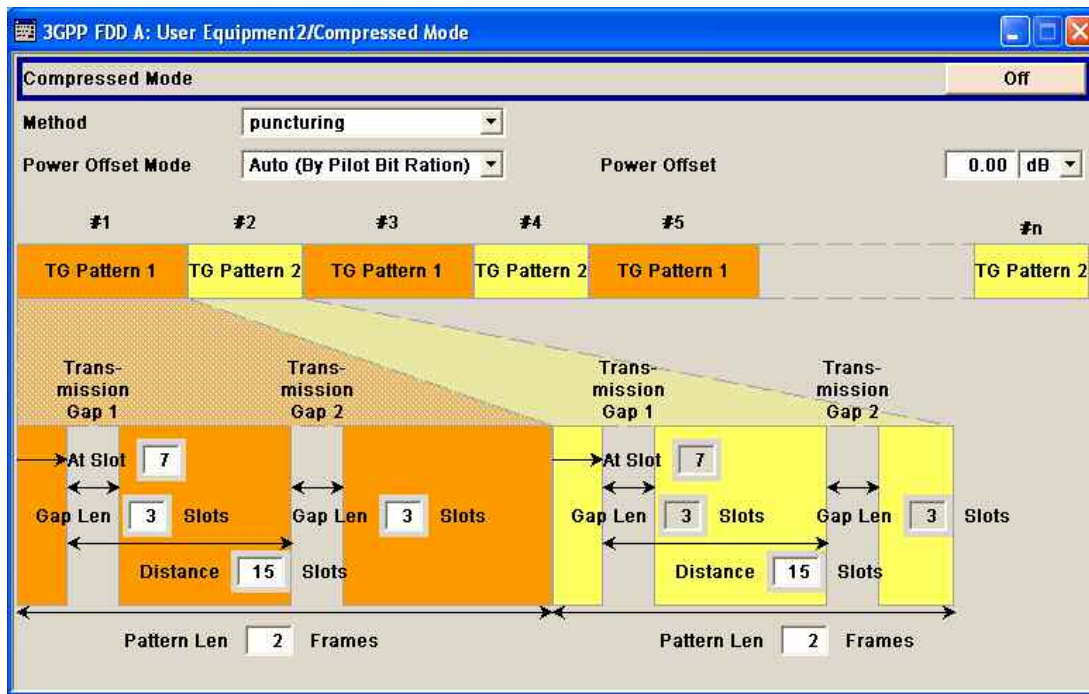 3GPP FDD A: User Equipment2/Compressed Mode
Compressed Mode Off
Method puncturing
Power Offset Mode Auto (By Pilot Bit Ration) Power Offset 0.00 dB
#1 #2 #3 #4 #5 #n
TG Pattern 1 TG Pattern 2 TG Pattern 1 TG Pattern 2 TG Pattern 1 TG Pattern 2
Trans- Trans- Trans- Trans-
mission mission mission mission
Gap 1 Gap 2 Gap 1 Gap 2
At Slot 7 At Slot 7
Gap Len 3 Slots Gap Len 3 Slots Gap Len 3 Slots Gap Len 3 Slots
Distance 15 Slots Distance 15 Slots
Pattern Len 2 Frames Pattern Len 2 Frames